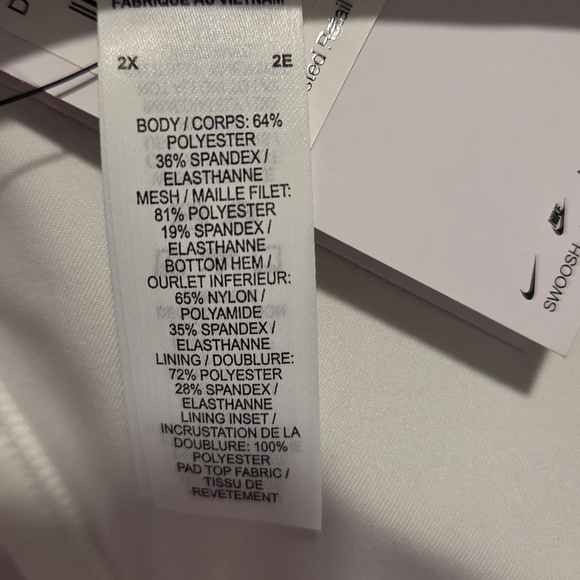 FABRIQUE AU VIETNAM
2X 2E
BODY / CORPS: 64%
POLYESTER
36% SPANDEX /
ELASTHANNE
MESH / MAILLE FILET:
81% POLYESTER
19% SPANDEX /
ELASTHANNE
BOTTOM HEM /
OURLET INFERIEUR:
65% NYLON /
POLYAMIDE
35% SPANDEX /
ELASTHANNE
LINING / DOUBLURE:
72% POLYESTER
28% SPANDEX /
ELASTHANNE
LINING INSET /
INCRUSTATION DE LA
DOUBLURE: 100%
POLYESTER
PAD TOP FABRIC /
TISSU DE
REVETEMENT
D
Retail
SWOOSH